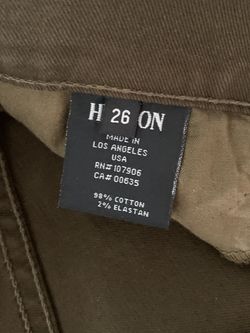 H 26 ON
MADE IN
LOS ANGELES
USA
RN# 107906
CA# 00635
98% COTTON
2% ELASTAN